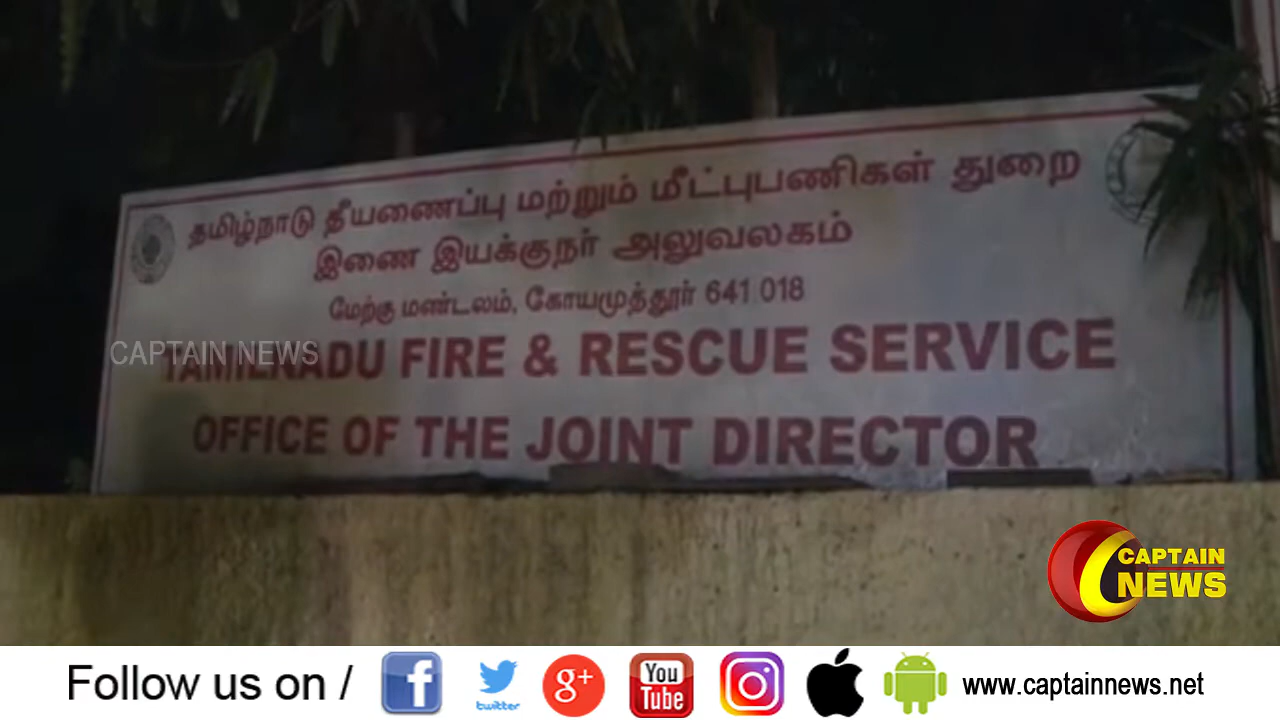 தமிழ்நாடு தீயணைப்பு மற்றும் மீட்புபணிகள் துறை
இணை இயக்குநர் அலுவலகம்
மேற்கு மண்டலம், கோயமுத்தூர் 641 018
CAPTAIN NEWS
TAMILNADU FIRE & RESCUE SERVICE
OFFICE OF THE JOINT DIRECTOR
CAPTAIN
NEWS
Follow us on / f twitter g+ You Tube www.captainnews.net